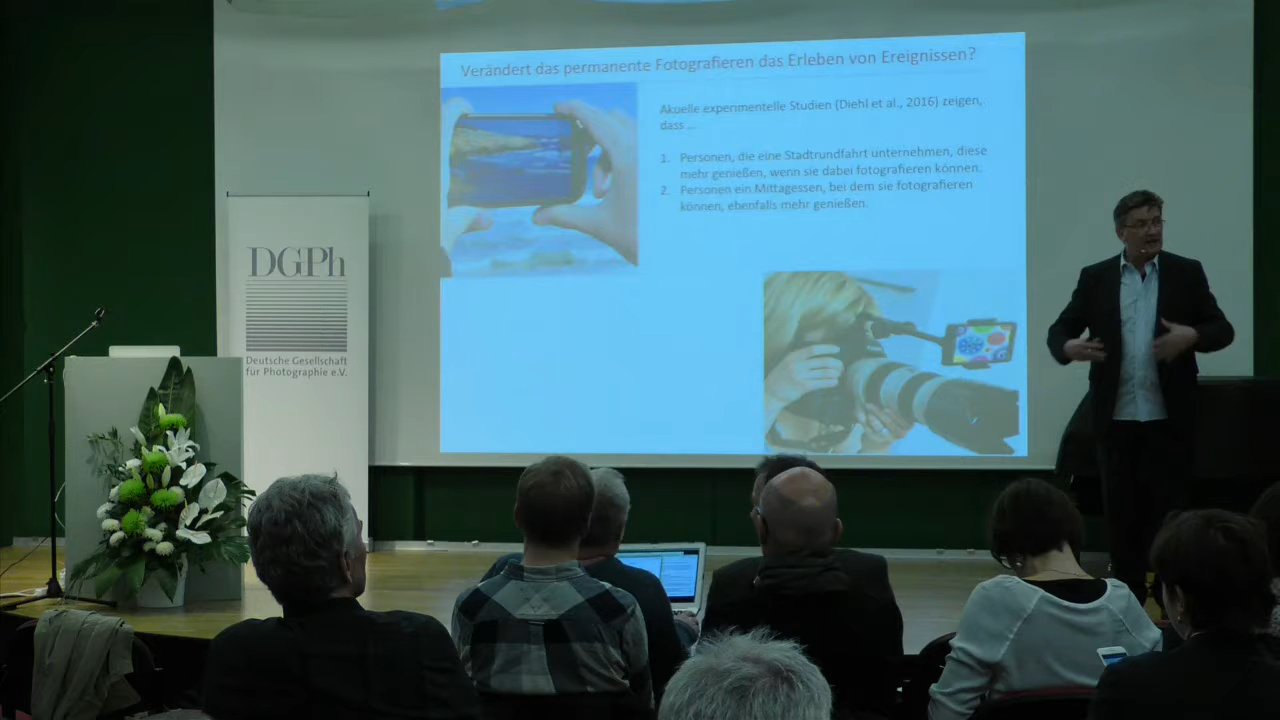 Verändert das permanente Fotografieren das Erleben von Ereignissen?
Akuelle experimentelle Studien (Diehl et al., 2016) zeigen,
dass ...
1. Personen, die eine Stadtrundfahrt unternehmen, diese
mehr genießen, wenn sie dabei fotografieren können.
2. Personen ein Mittagessen, bei dem sie fotografieren
können, ebenfalls mehr genießen.
DGPh
Deutsche Gesellschaft
für Photographie e.V.